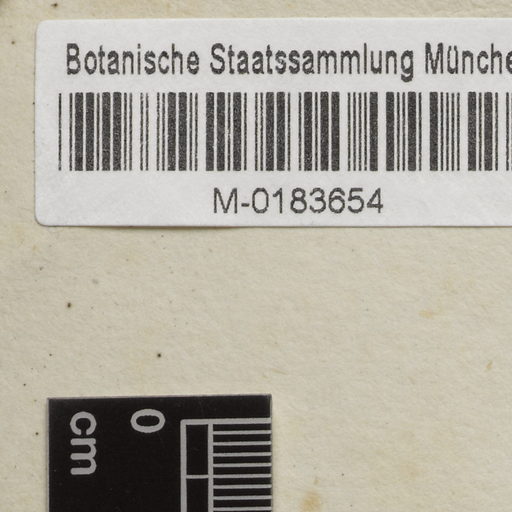 Botanische Staatssammlung Münche
M-0183654
0
cm